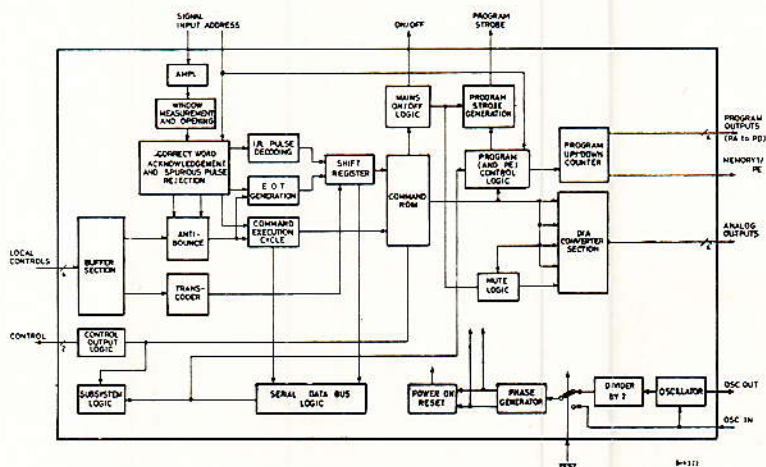 SIGNAL
INPUT ADDRESS
ON/OFF
PROGRAM
STROBE
AMPL
WINDOW
MEASUREMENT
AND OPENING
CORRECT WORD
ACKNOWLEDGEMENT
AND SPURIOUS PULSE
REJECTION
I.R. PULSE
DECODING
E O T
GENERATION
COMMAND
EXECUTION
CYCLE
SHIFT
REGISTER
MAINS
ON/OFF
LOGIC
PROGRAM
STROBE
GENERATION
PROGRAM
(AND PE)
CONTROL
LOGIC
PROGRAM
UP/DOWN
COUNTER
PROGRAM
OUTPUTS
(PA to PD)
MEMORY1/
PE
COMMAND
ROM
D/A
CONVERTER
SECTION
ANALOG
OUTPUTS
LOCAL
CONTROLS
BUFFER
SECTION
ANTI-
BOUNCE
TRANS-
CODER
MUTE
LOGIC
CONTROL
CONTROL
OUTPUT
LOGIC
2
SUBSYSTEM
LOGIC
SERIAL DATA BUS
LOGIC
POWER ON
RESET
PHASE
GENERATOR
DIVIDER
BY 2
OSCILLATOR
OSC OUT
OSC IN
TEST